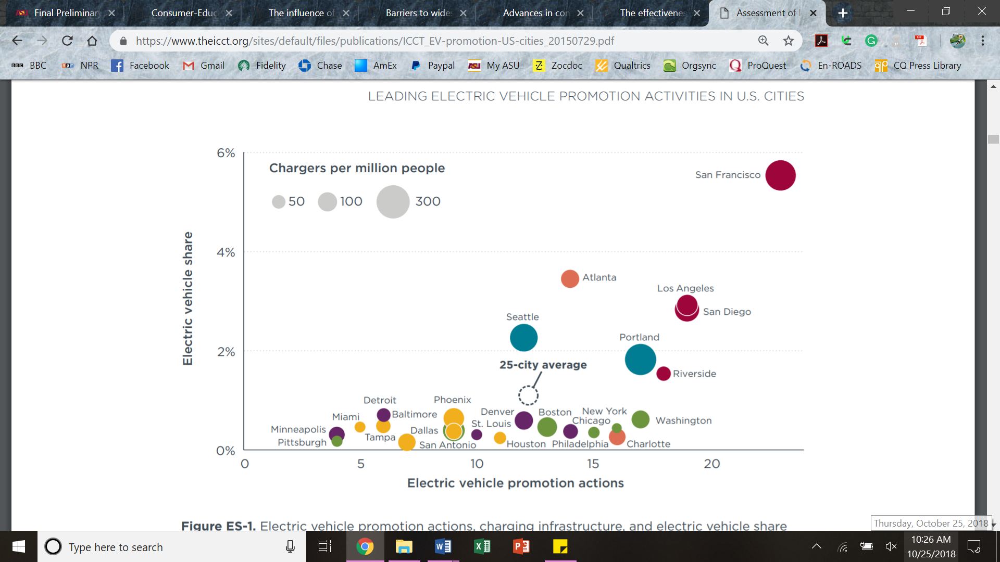 Final Preliminar
Consumer-Educ
The influence of
Barriers to wide
Advances in con
The effectivenes
Assessment of
https://www.theicct.org/sites/default/files/publications/ICCT_EV-promotion-US-cities_20150729.pdf
BBC BBC npr NPR Facebook Gmail Fidelity Chase AmEx Paypal ASU My ASU Zocdoc Qualtrics Orgsync ProQuest En-ROADS CQ Press Library
LEADING ELECTRIC VEHICLE PROMOTION ACTIVITIES IN U.S. CITIES
6%
Chargers per million people
San Francisco
50 100 300
Electric vehicle share
4%
Atlanta
Los Angeles
San Diego
Seattle
Portland
2%
25-city average
Riverside
Detroit
Phoenix
Miami
Baltimore
Denver
Boston
New York
Chicago
Washington
Minneapolis
Dallas
St. Louis
Pittsburgh
Tampa
San Antonio
Houston
Philadelphia
Charlotte
0%
0 5 10 15 20
Electric vehicle promotion actions
Figure ES-1. Electric vehicle promotion actions, charging infrastructure, and electric vehicle share
Thursday, October 25, 2018
Type here to search
10:26 AM
10/25/2018